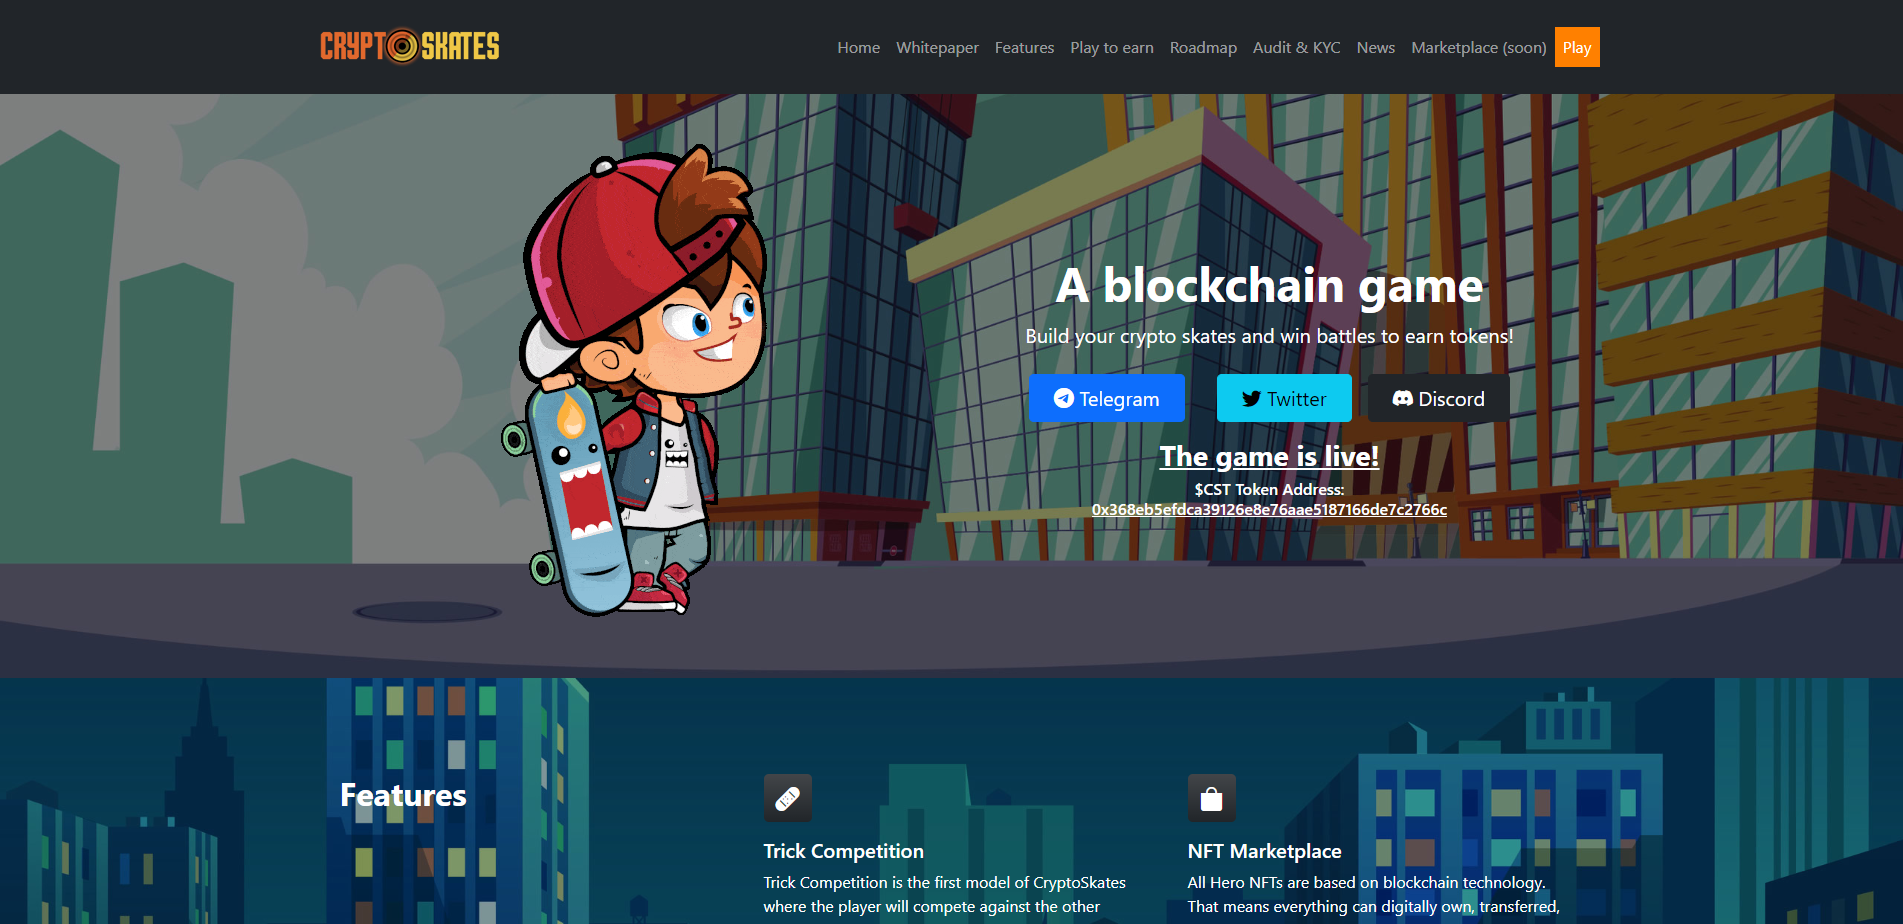 CRYPTOSKATES
Home Whitepaper Features Play to earn Roadmap Audit & KYC News Marketplace (soon) Play
A blockchain game
Build your crypto skates and win battles to earn tokens!
Telegram Twitter Discord
The game is live!
$CST Token Address:
0x368eb5efdca39126e8e76aae5187166de7c2766c
Features
Trick Competition
Trick Competition is the first model of CryptoSkates
where the player will compete against the other
NFT Marketplace
All Hero NFTs are based on blockchain technology.
That means everything can digitally own, transferred,